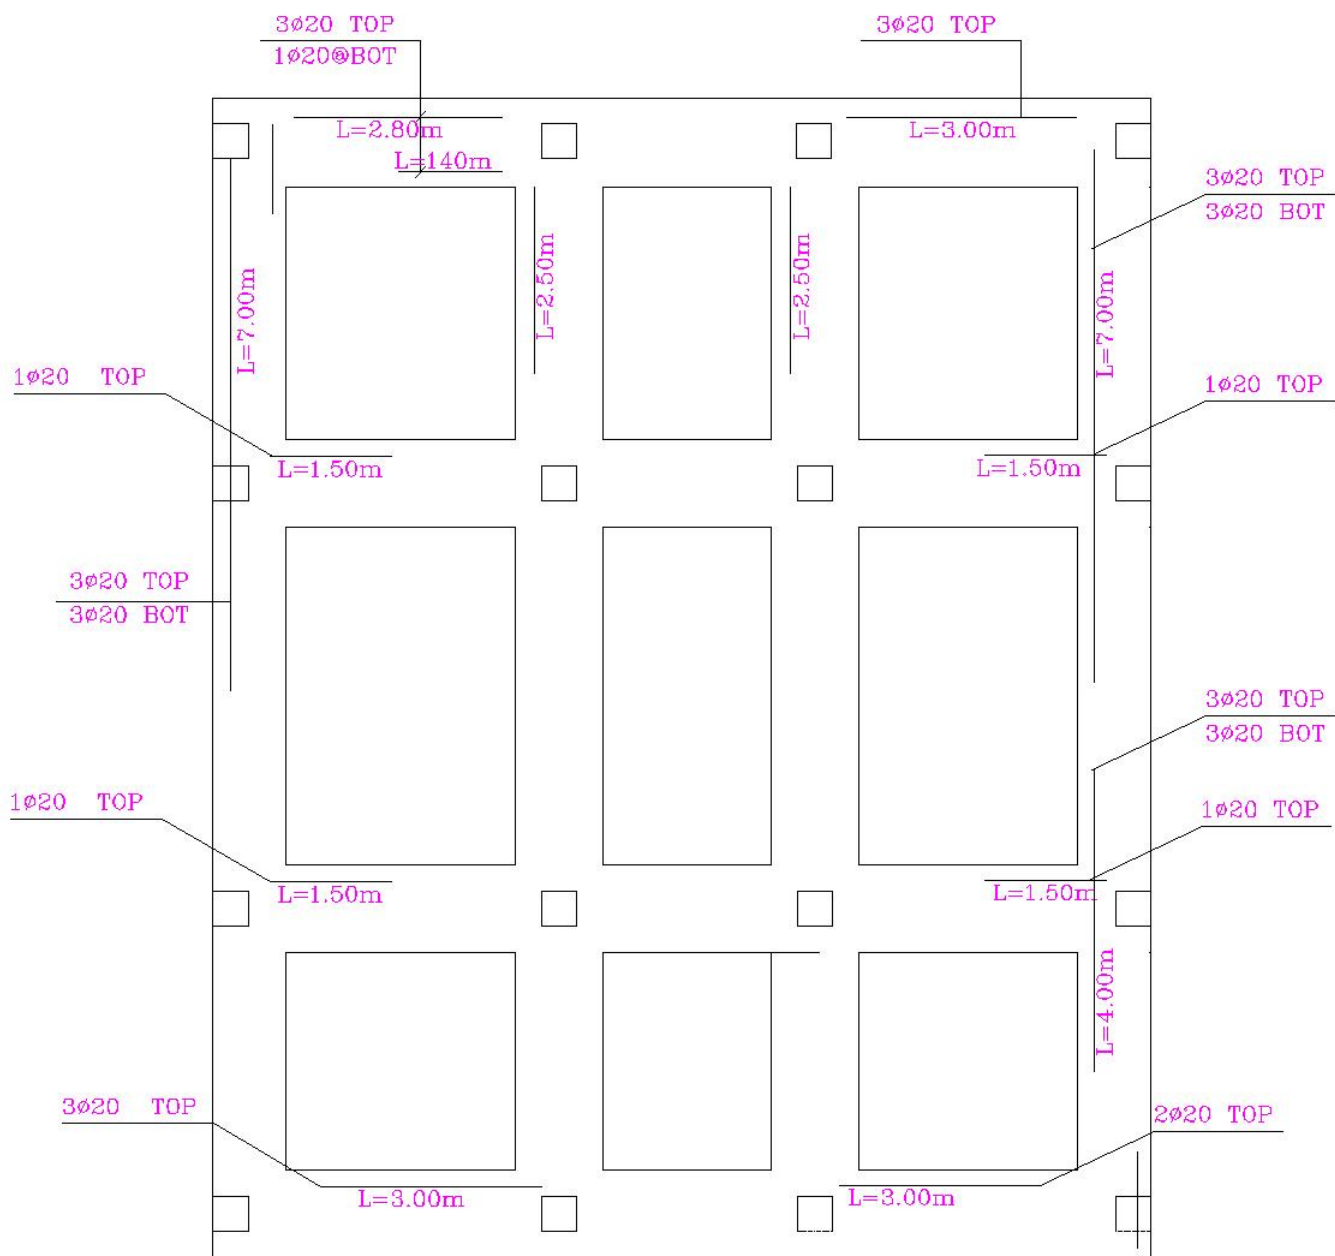 3ø20 TOP
1ø20@BOT
3ø20 TOP
L=2.80m
L=3.00m
L=140m
3ø20 TOP
3ø20 BOT
L=7.00m
L=2.50m
L=2.50m
L=7.00m
1ø20 TOP
1ø20 TOP
L=1.50m
L=1.50m
3ø20 TOP
3ø20 BOT
3ø20 TOP
3ø20 BOT
1ø20 TOP
1ø20 TOP
L=1.50m
L=1.50m
L=4.00m
3ø20 TOP
2ø20 TOP
L=3.00m
L=3.00m